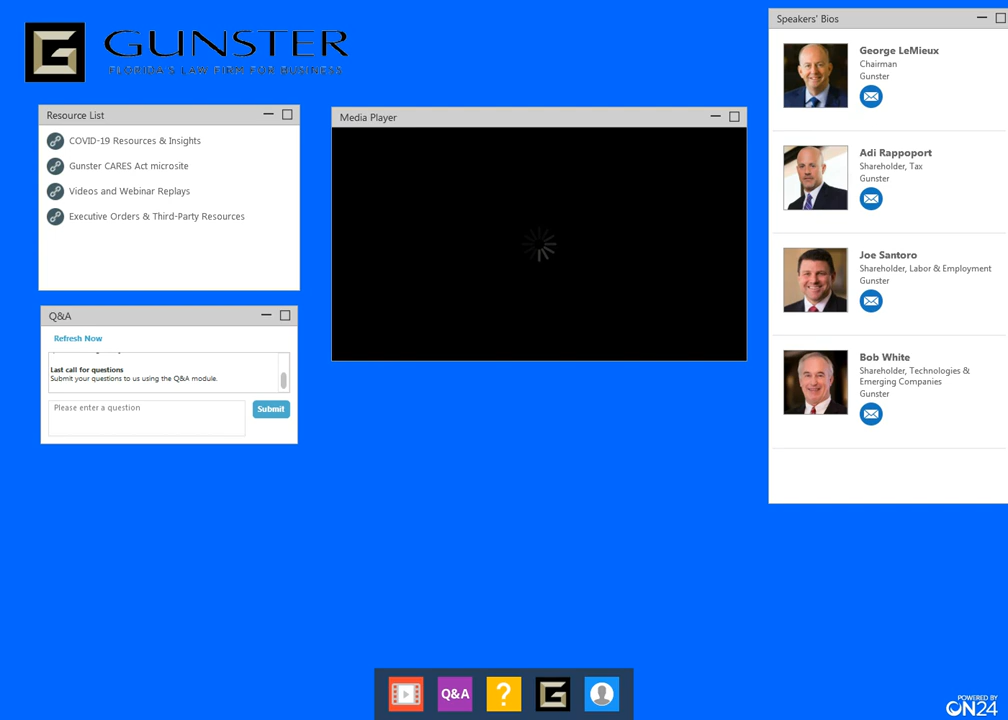 GUNSTER
FLORIDA'S LAW FIRM FOR BUSINESS
Resource List
COVID-19 Resources & Insights
Gunster CARES Act microsite
Videos and Webinar Replays
Executive Orders & Third-Party Resources
Q&A
Refresh Now
Last call for questions
Submit your questions to us using the Q&A module.
Please enter a question
Submit
Media Player
Speakers' Bios
George LeMieux
Chairman
Gunster
Adi Rappoport
Shareholder, Tax
Gunster
Joe Santoro
Shareholder, Labor & Employment
Gunster
Bob White
Shareholder, Technologies &
Emerging Companies
Gunster
Q&A
?
G
POWERED BY
ON24